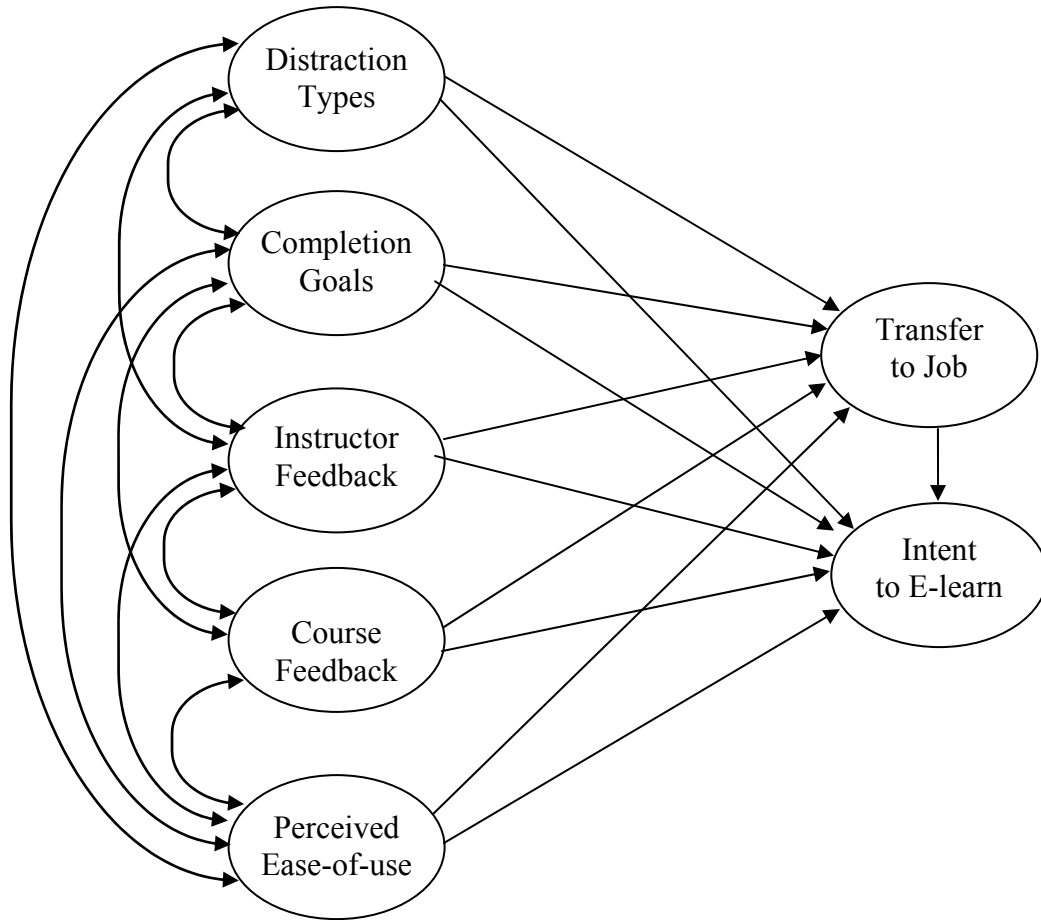 Distraction
Types
Completion
Goals
Transfer
to Job
Instructor
Feedback
Intent
to E-learn
Course
Feedback
Perceived
Ease-of-use